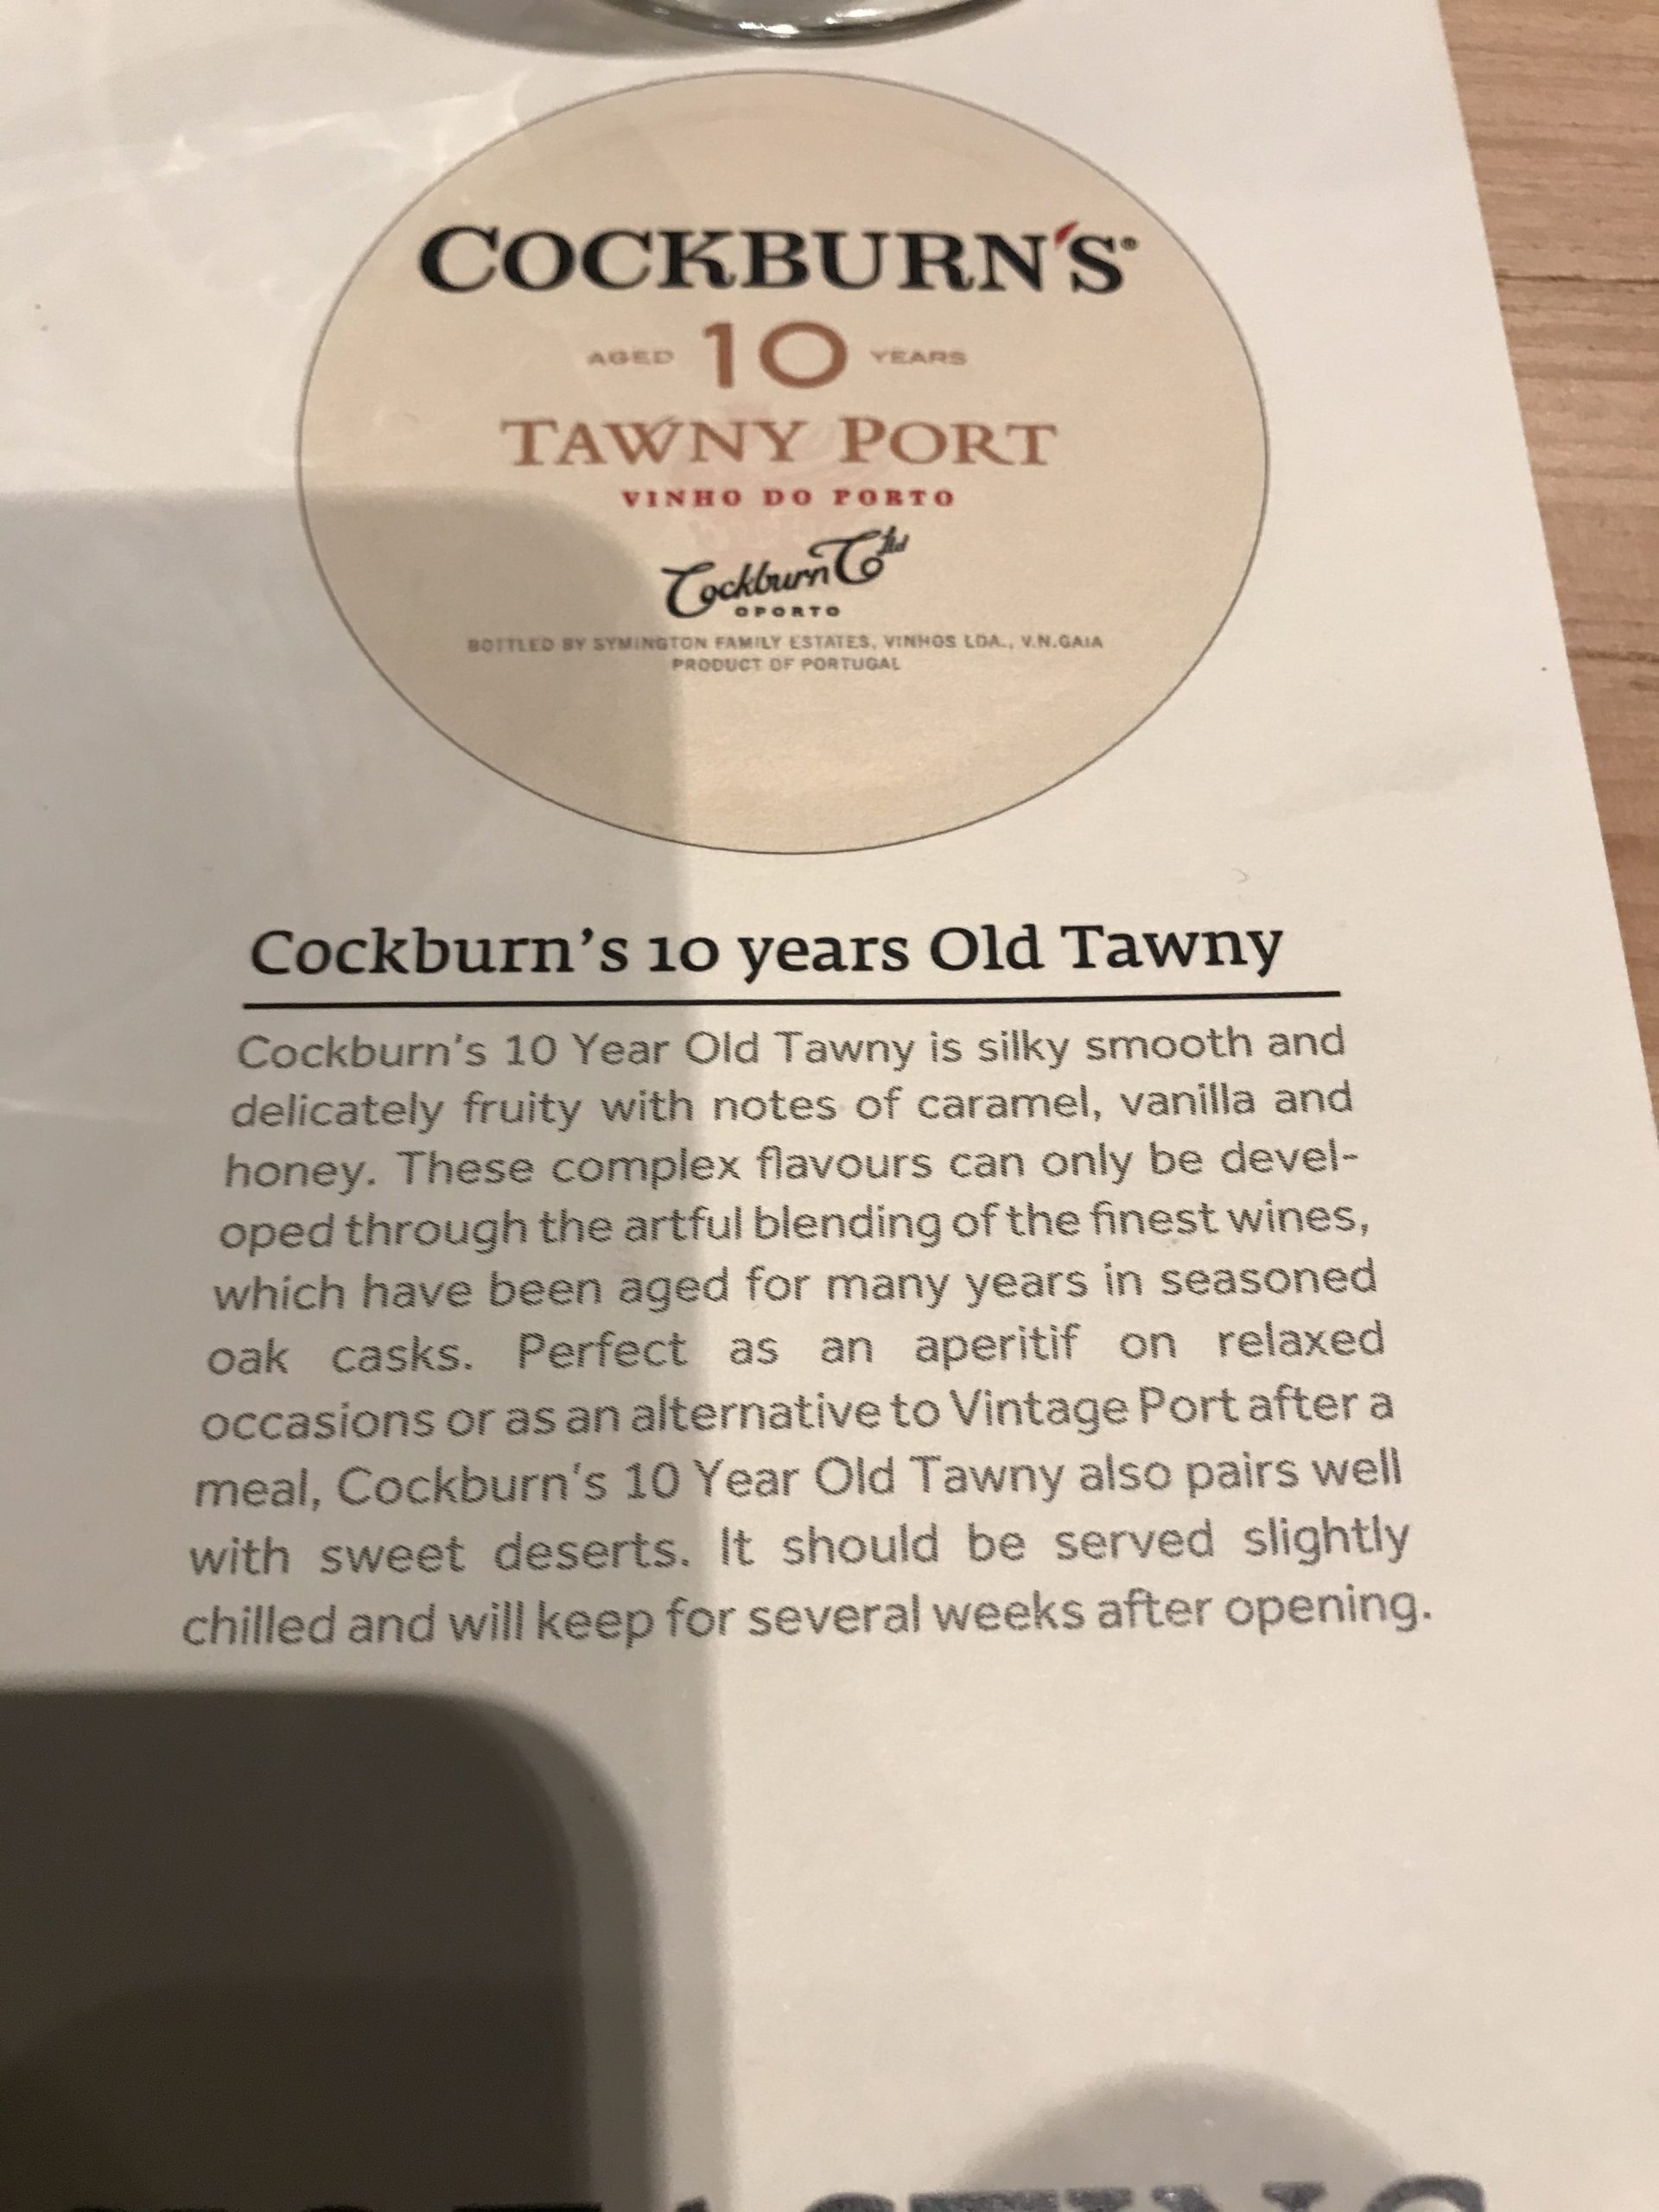 COCKBURN'S®
AGED 10 YEARS
TAWNY PORT
VINHO DO PORTO
Cockburn Co Ltd
OPORTO
BOTTLED BY SYMINGTON FAMILY ESTATES, VINHOS LDA., V.N.GAIA
PRODUCT OF PORTUGAL
Cockburn's 10 years Old Tawny
Cockburn's 10 Year Old Tawny is silky smooth and
delicately fruity with notes of caramel, vanilla and
honey. These complex flavours can only be devel-
oped through the artful blending of the finest wines,
which have been aged for many years in seasoned
oak casks. Perfect as an aperitif on relaxed
occasions or as an alternative to Vintage Port after a
meal, Cockburn's 10 Year Old Tawny also pairs well
with sweet deserts. It should be served slightly
chilled and will keep for several weeks after opening.